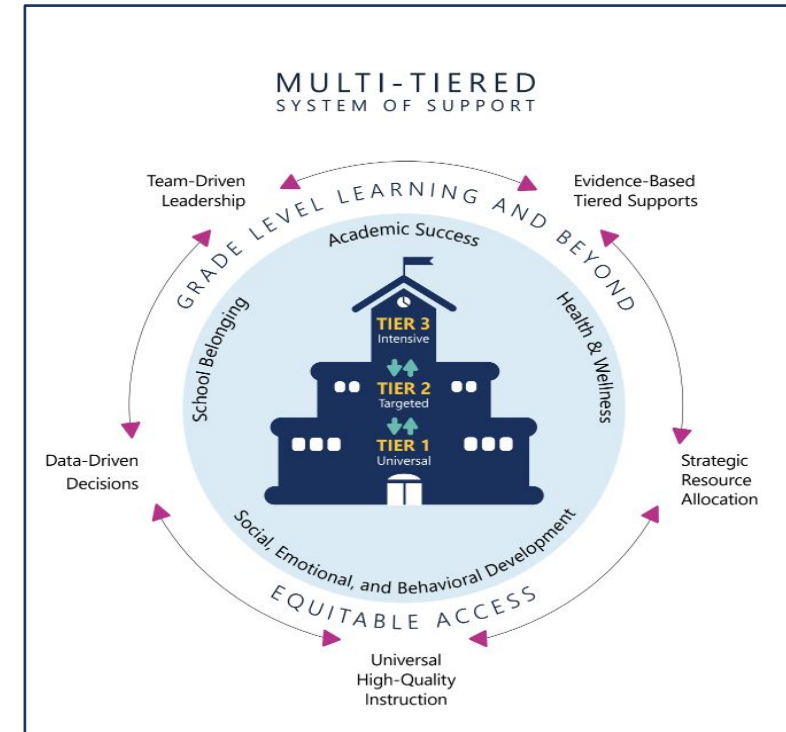 MULTI-TIERED
SYSTEM OF SUPPORT
Team-Driven
Leadership
Evidence-Based
Tiered Supports
GRADE LEVEL LEARNING AND BEYOND
Academic Success
School Belonging
Health & Wellness
TIER 3
Intensive
TIER 2
Targeted
TIER 1
Universal
Data-Driven
Decisions
Strategic
Resource
Allocation
Social, Emotional, and Behavioral Development
EQUITABLE ACCESS
Universal
High-Quality
Instruction